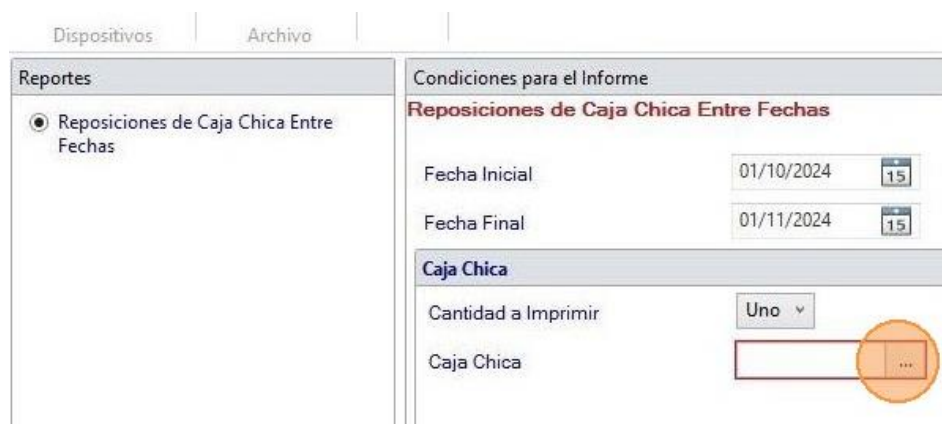 Dispositivos Archivo
Reportes
Reposiciones de Caja Chica Entre
Fechas
Condiciones para el Informe
Reposiciones de Caja Chica Entre Fechas
Fecha Inicial 01/10/2024 15
Fecha Final 01/11/2024 15
Caja Chica
Cantidad a Imprimir Uno
Caja Chica ...